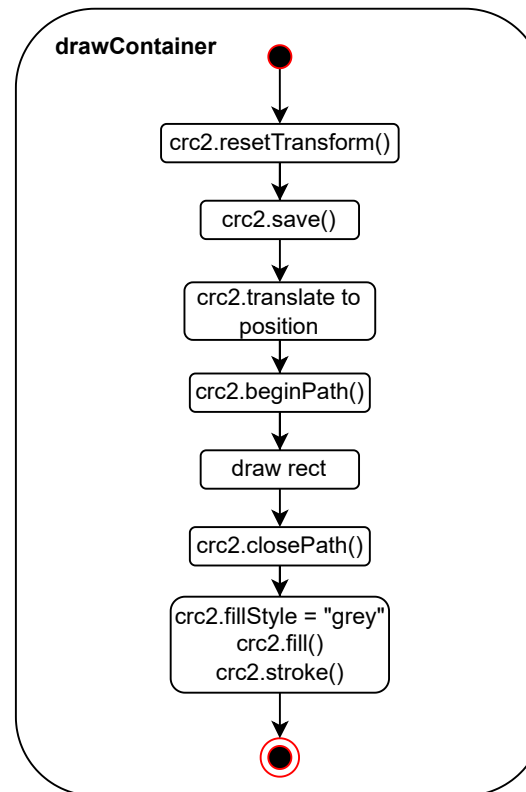 drawContainer
crc2.resetTransform()
crc2.save()
crc2.translate to
position
crc2.beginPath()
draw rect
crc2.closePath()
crc2.fillStyle = "grey"
crc2.fill()
crc2.stroke()